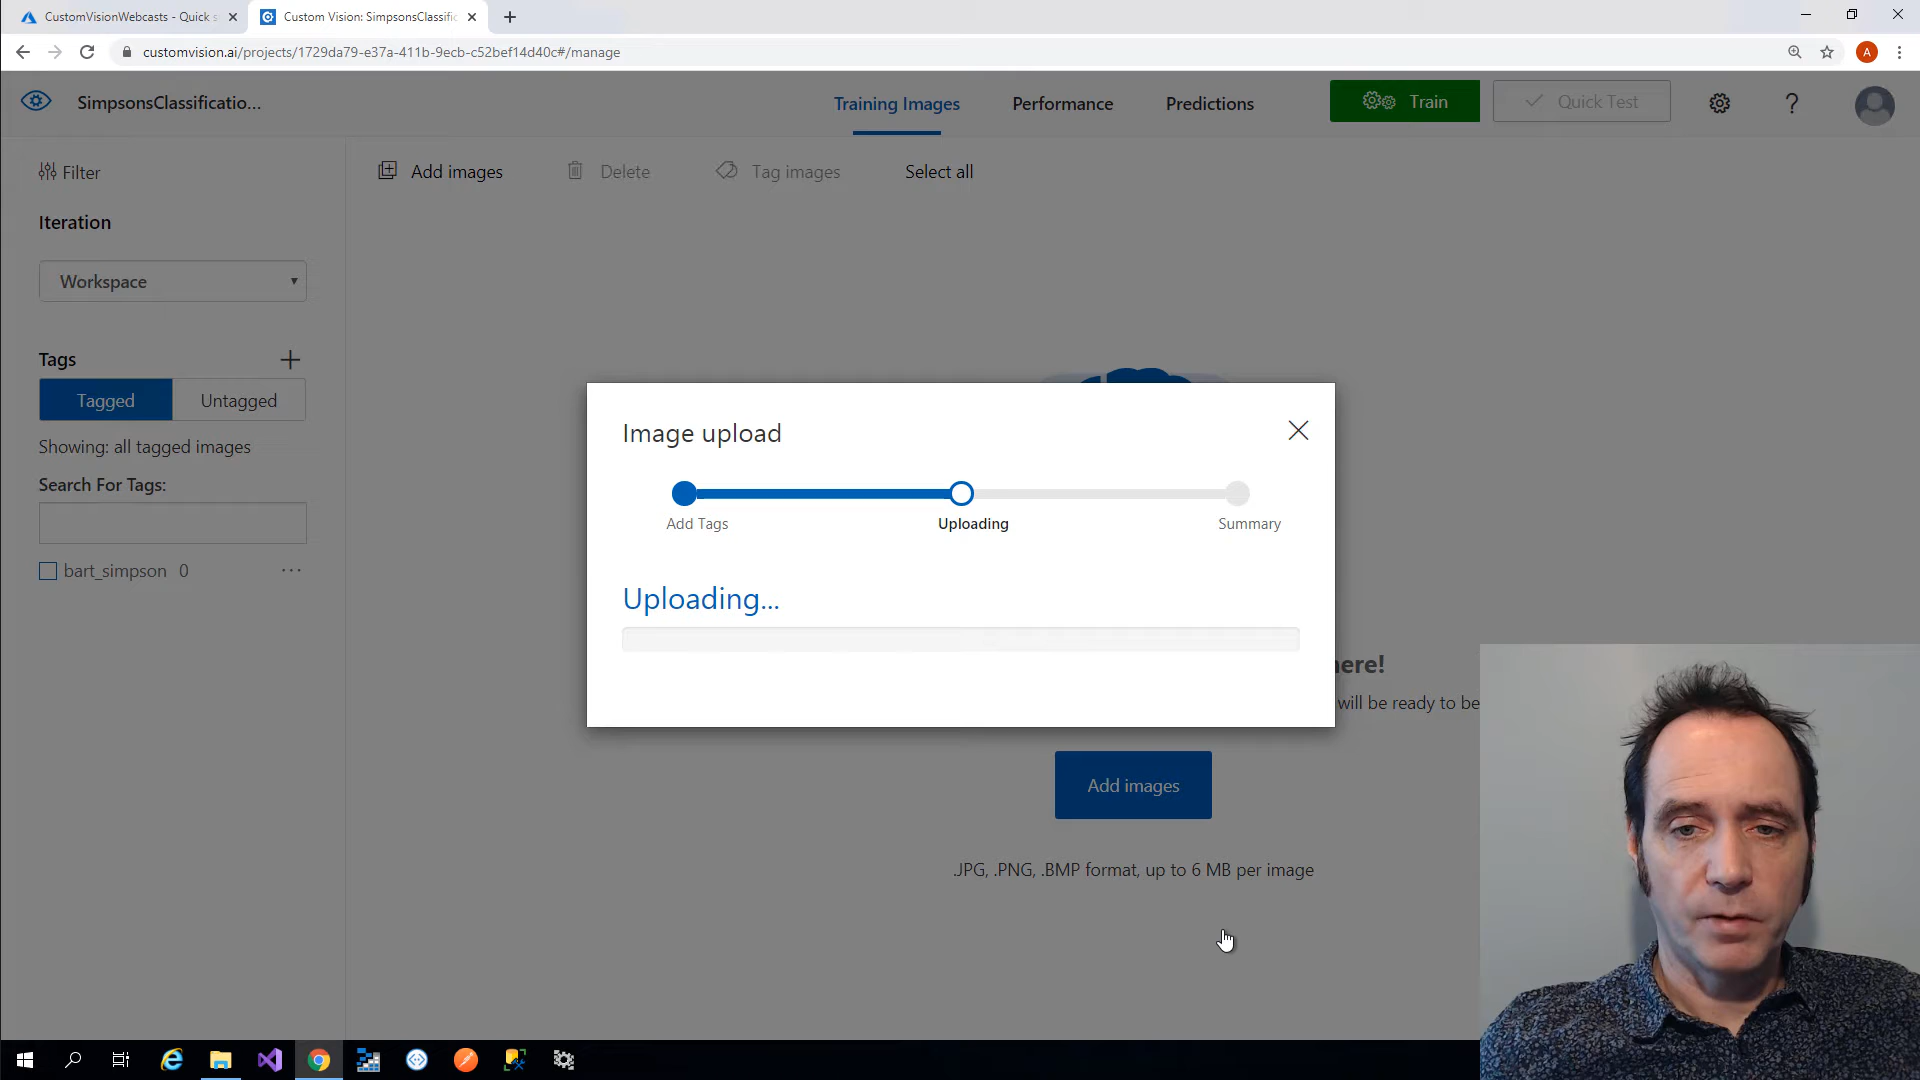 CustomVisionWebcasts - Quick s
Custom Vision: SimpsonsClassific
customvision.ai/projects/1729da79-e37a-411b-9ecb-c52bef14d40c#/manage
A
SimpsonsClassificatio...
Training Images
Performance
Predictions
Train
Quick Test
?
Filter
Add images
Delete
Tag images
Select all
Iteration
Workspace
Tags
Tagged
Untagged
Showing: all tagged images
Search For Tags:
bart_simpson 0
Image upload
Add Tags
Uploading
Summary
Uploading...
here!
will be ready to be
Add images
.JPG, .PNG, .BMP format, up to 6 MB per image